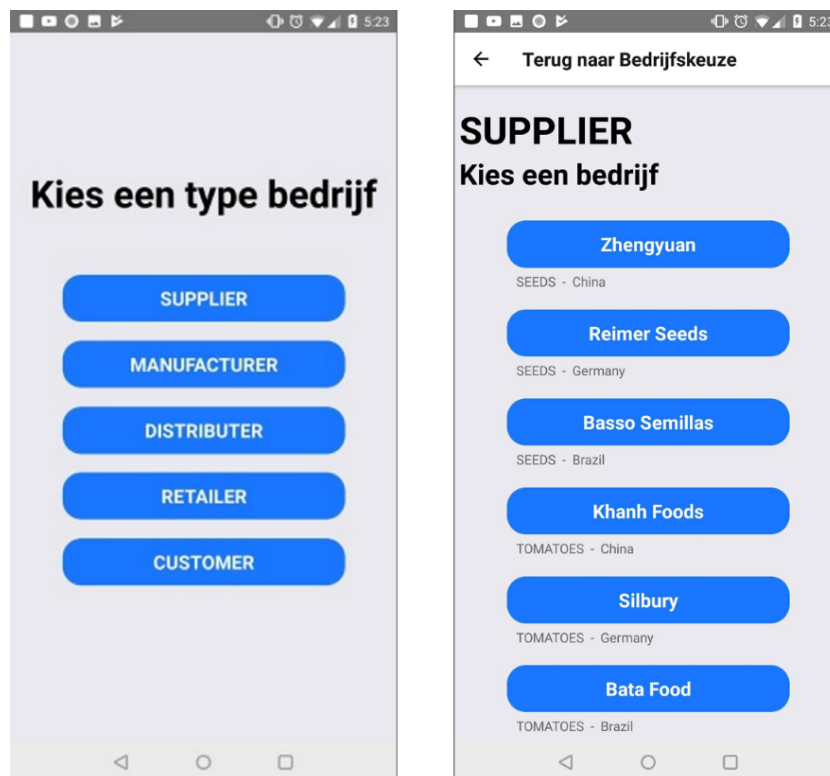 5:23
Kies een type bedrijf
SUPPLIER
MANUFACTURER
DISTRIBUTER
RETAILER
CUSTOMER
5:23
Terug naar Bedrijfskeuze
SUPPLIER
Kies een bedrijf
Zhengyuan
SEEDS - China
Reimer Seeds
SEEDS - Germany
Basso Semillas
SEEDS - Brazil
Khanh Foods
TOMATOES - China
Silbury
TOMATOES - Germany
Bata Food
TOMATOES - Brazil